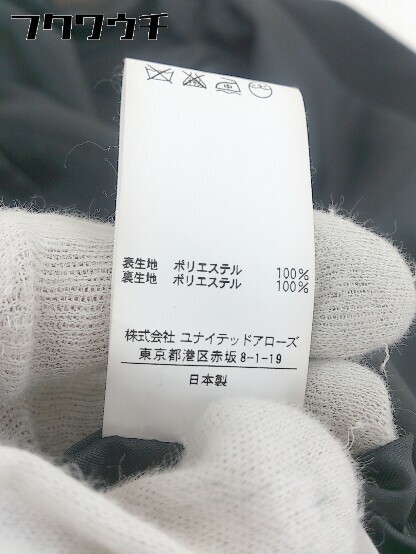 フクワウチ
表生地 ポリエステル 100%
裏生地 ポリエステル 100%
株式会社 ユナイテッドアローズ
東京都港区赤坂8-1-19
日本製